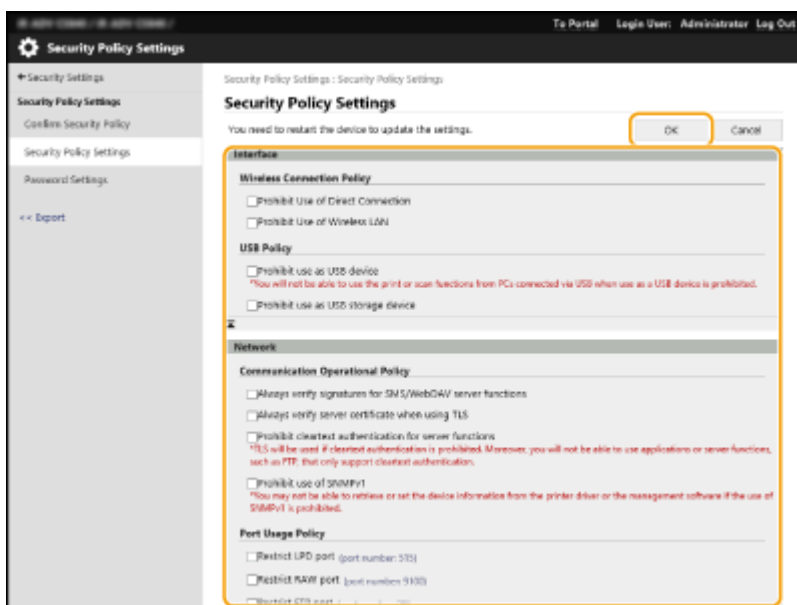 To Portal Login User: Administrator Log Out
Security Policy Settings
Security Settings
Security Policy Settings : Security Policy Settings
Security Policy Settings
Security Policy Settings
Confirm Security Policy
You need to restart the device to update the settings.
OK
Cancel
Security Policy Settings
Interface
Password Settings
Wireless Connection Policy
Prohibit Use of Direct Connection
<< Export
Prohibit Use of Wireless LAN
USB Policy
Prohibit use as USB device
*You will not be able to use the print or scan functions from PCs connected via USB when use as a USB device is prohibited.
Prohibit use as USB storage device
Network
Communication Operational Policy
Always verify signatures for SMS/WebDAV server functions
Always verify server certificate when using TLS
Prohibit cleartext authentication for server functions
*TLS will be used if cleartext authentication is prohibited. Moreover, you will not be able to use applications or server functions,
such as FTP, that only support cleartext authentication.
Prohibit use of SNMPv1
*You may not be able to retrieve or set the device information from the printer driver or the management software if the use of
SNMPv1 is prohibited.
Port Usage Policy
Restrict LPD port (port number: 515)
Restrict RAW port (port number: 9100)
Restrict FTP port